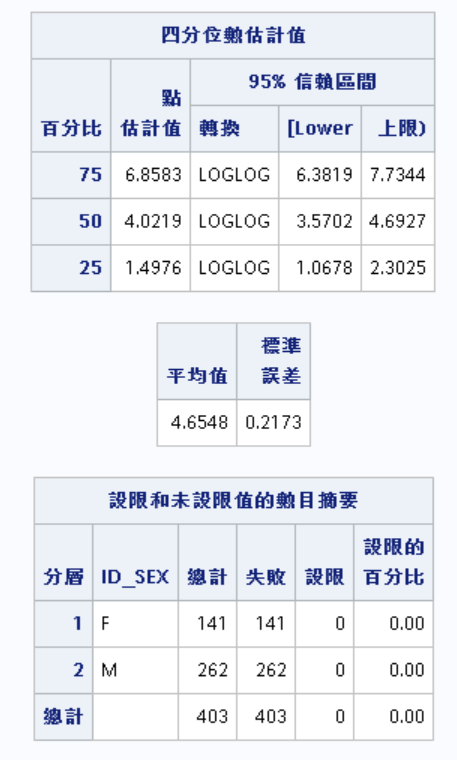 四分位數估計值
百分比 點估計值 95% 信賴區間
轉換 [Lower 上限)
75 6.8583 LOGLOG 6.3819 7.7344
50 4.0219 LOGLOG 3.5702 4.6927
25 1.4976 LOGLOG 1.0678 2.3025
平均值 標準誤差
4.6548 0.2173
設限和未設限值的數目摘要
分層 ID_SEX 總計 失敗 設限 設限的百分比
1 F 141 141 0 0.00
2 M 262 262 0 0.00
總計 403 403 0 0.00